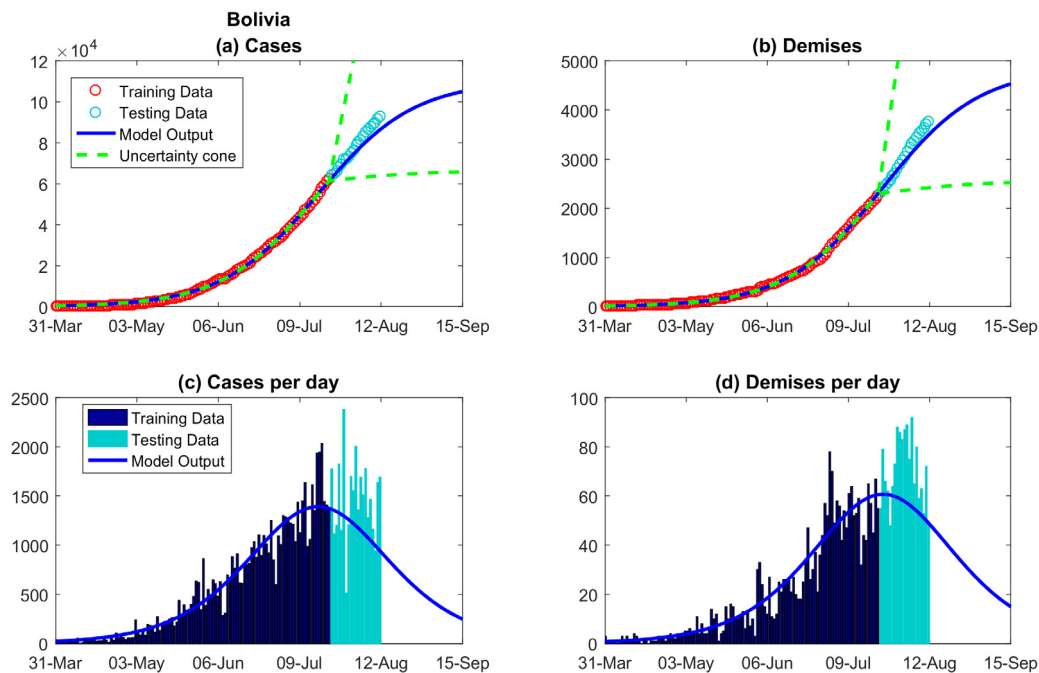 Bolivia
(a) Cases
× 10⁴
12
10
8
6
4
2
0
31-Mar 03-May 06-Jun 09-Jul 12-Aug 15-Sep
Training Data
Testing Data
Model Output
Uncertainty cone
(b) Demises
5000
4000
3000
2000
1000
0
31-Mar 03-May 06-Jun 09-Jul 12-Aug 15-Sep
(c) Cases per day
2500
2000
1500
1000
500
0
31-Mar 03-May 06-Jun 09-Jul 12-Aug 15-Sep
Training Data
Testing Data
Model Output
(d) Demises per day
100
80
60
40
20
0
31-Mar 03-May 06-Jun 09-Jul 12-Aug 15-Sep